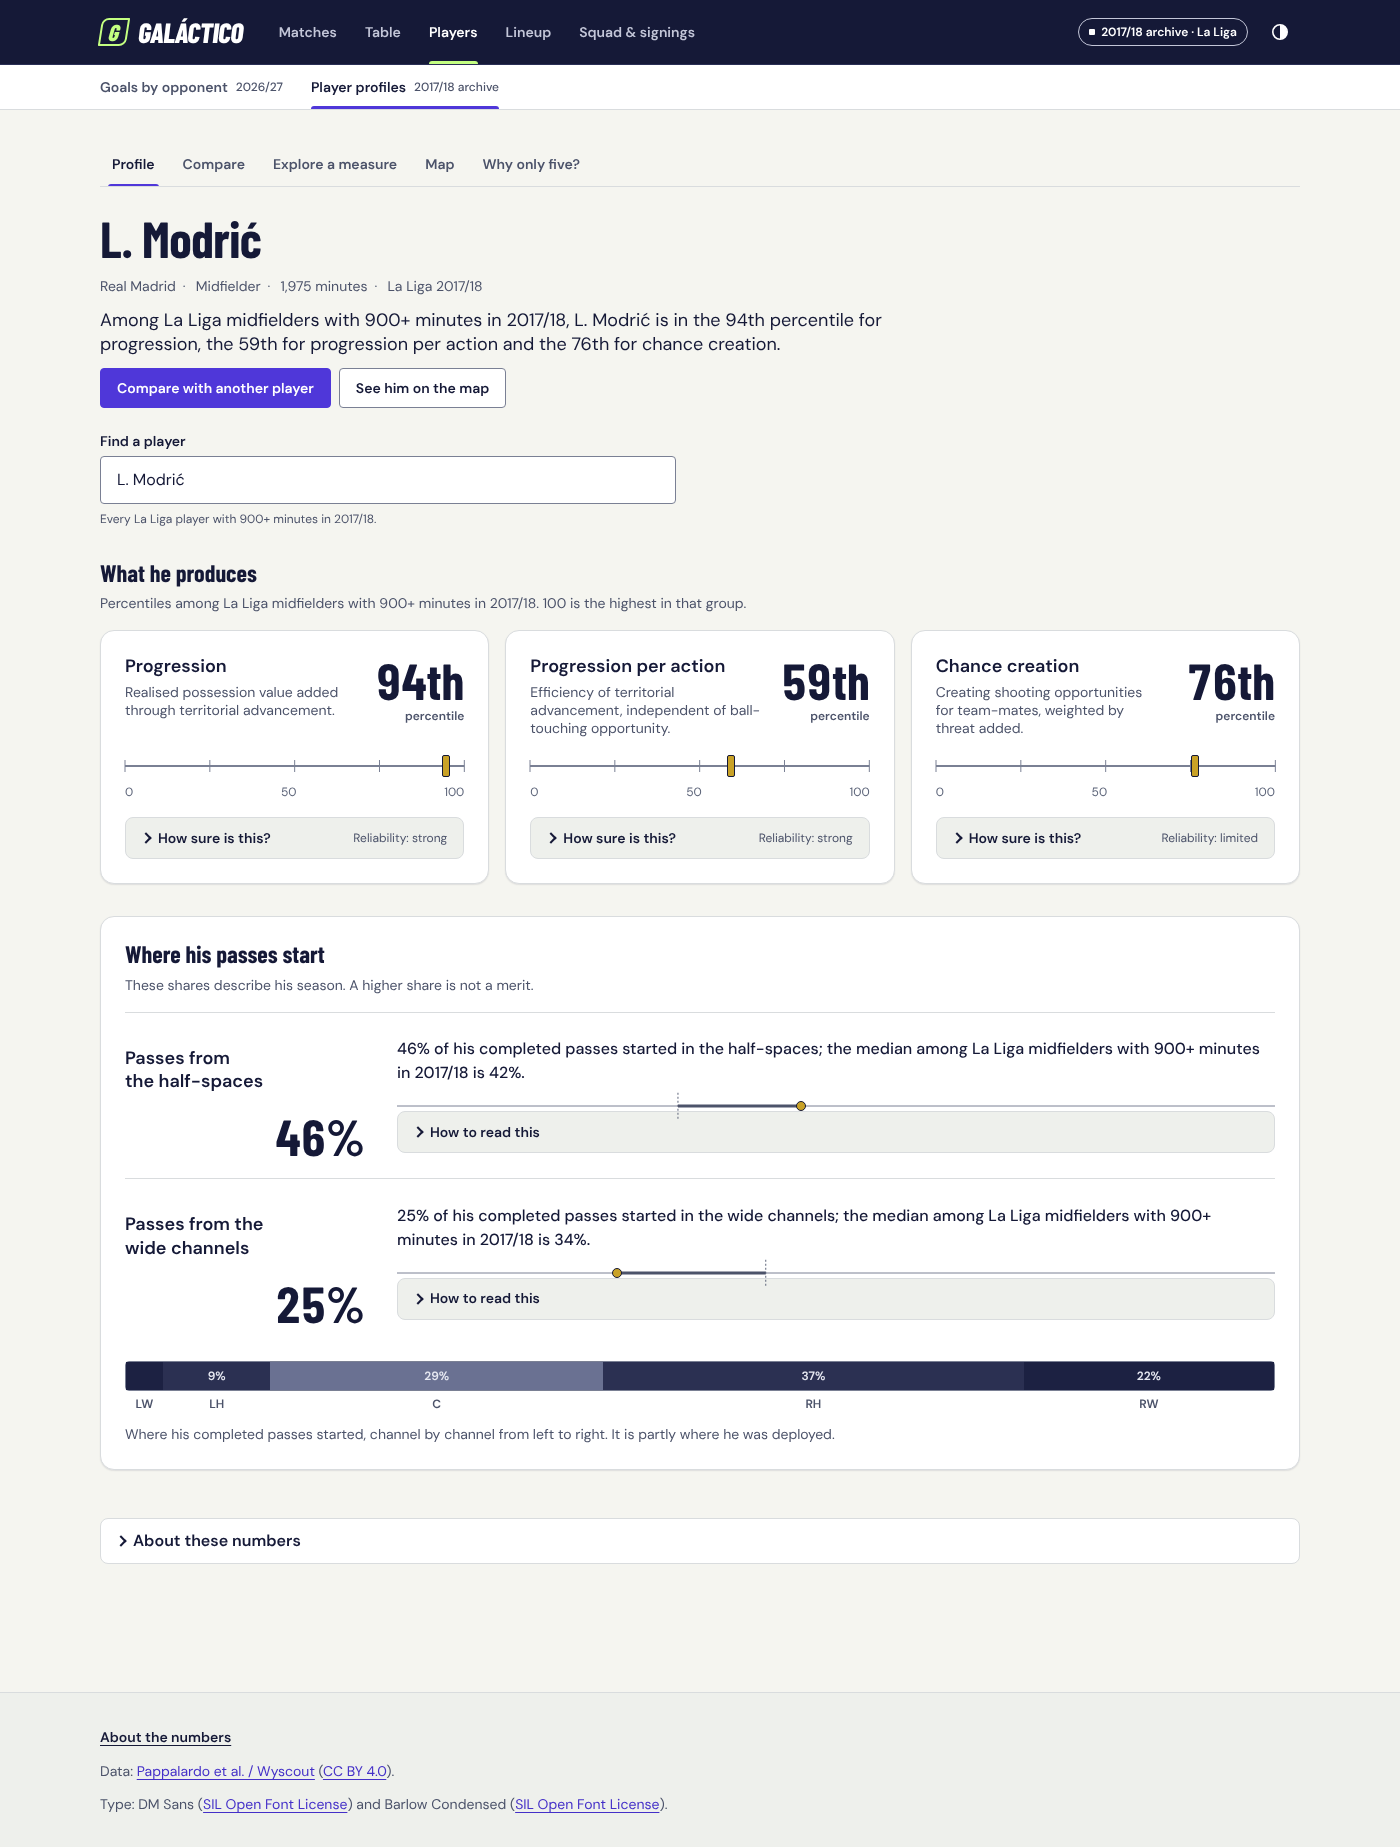 G GALÁCTICO Matches Table Players Lineup Squad & signings 2017/18 archive · La Liga
Goals by opponent 2026/27 Player profiles 2017/18 archive
Profile Compare Explore a measure Map Why only five?
L. Modrić
Real Madrid · Midfielder · 1,975 minutes · La Liga 2017/18
Among La Liga midfielders with 900+ minutes in 2017/18, L. Modrić is in the 94th percentile for
progression, the 59th for progression per action and the 76th for chance creation.
Compare with another player See him on the map
Find a player
L. Modrić
Every La Liga player with 900+ minutes in 2017/18.
What he produces
Percentiles among La Liga midfielders with 900+ minutes in 2017/18. 100 is the highest in that group.
Progression
Realised possession value added
through territorial advancement.
94th
percentile
0 50 100
How sure is this? Reliability: strong
Progression per action
Efficiency of territorial
advancement, independent of ball-
touching opportunity.
59th
percentile
0 50 100
How sure is this? Reliability: strong
Chance creation
Creating shooting opportunities
for team-mates, weighted by
threat added.
76th
percentile
0 50 100
How sure is this? Reliability: limited
Where his passes start
These shares describe his season. A higher share is not a merit.
Passes from
the half-spaces
46%
46% of his completed passes started in the half-spaces; the median among La Liga midfielders with 900+ minutes
in 2017/18 is 42%.
How to read this
Passes from the
wide channels
25%
25% of his completed passes started in the wide channels; the median among La Liga midfielders with 900+
minutes in 2017/18 is 34%.
How to read this
9% 29% 37% 22%
LW LH C RH RW
Where his completed passes started, channel by channel from left to right. It is partly where he was deployed.
About these numbers
About the numbers
Data: Pappalardo et al. / Wyscout (CC BY 4.0).
Type: DM Sans (SIL Open Font License) and Barlow Condensed (SIL Open Font License).